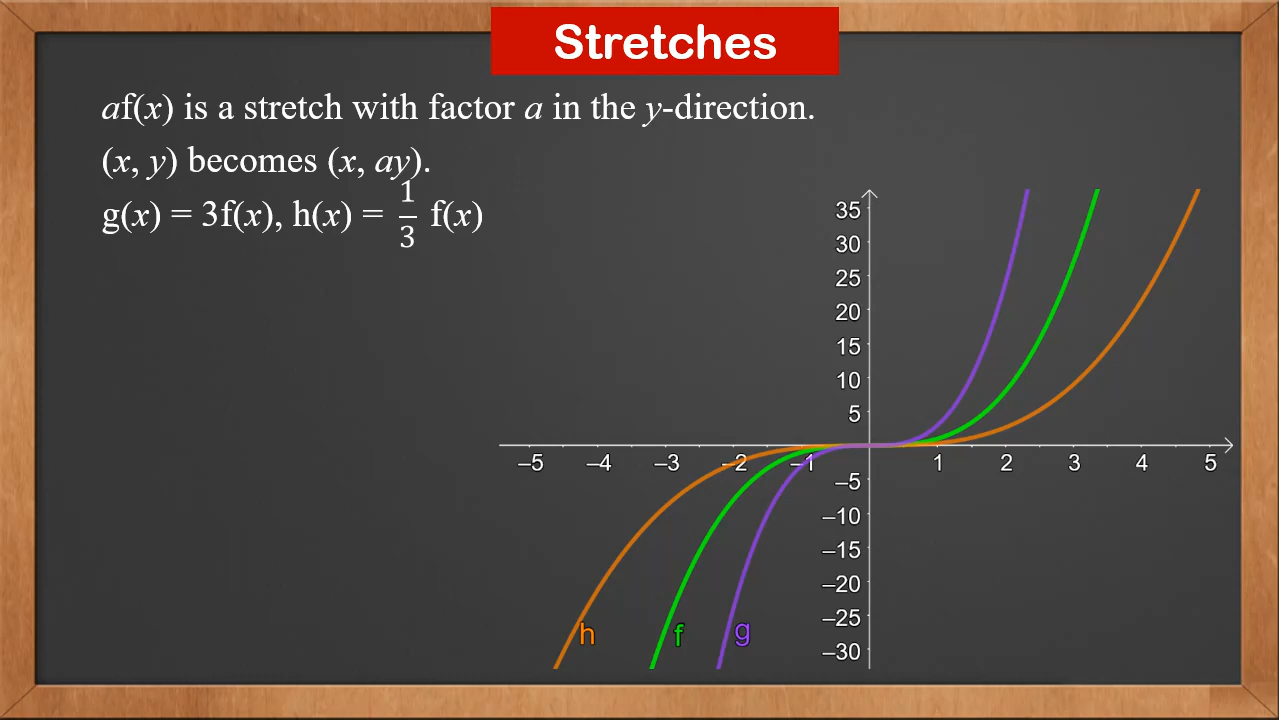 Stretches
af(x) is a stretch with factor a in the y-direction.
(x, y) becomes (x, ay).
g(x) = 3f(x), h(x) = 1/3 f(x)
35
30
25
20
15
10
5
–5 –4 –3 –2 –1 1 2 3 4 5
–5
–10
–15
–20
–25
h f g
–30